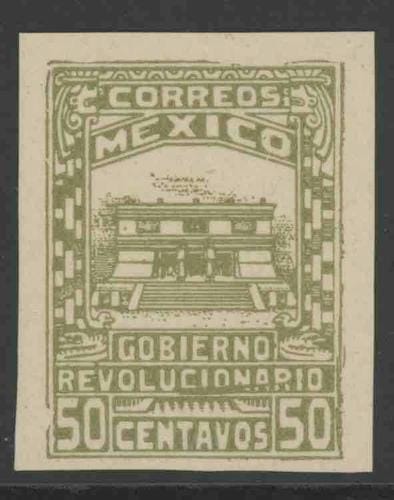 CORREOS
MEXICO
GOBIERNO
REVOLUCIONARIO
50 CENTAVOS 50